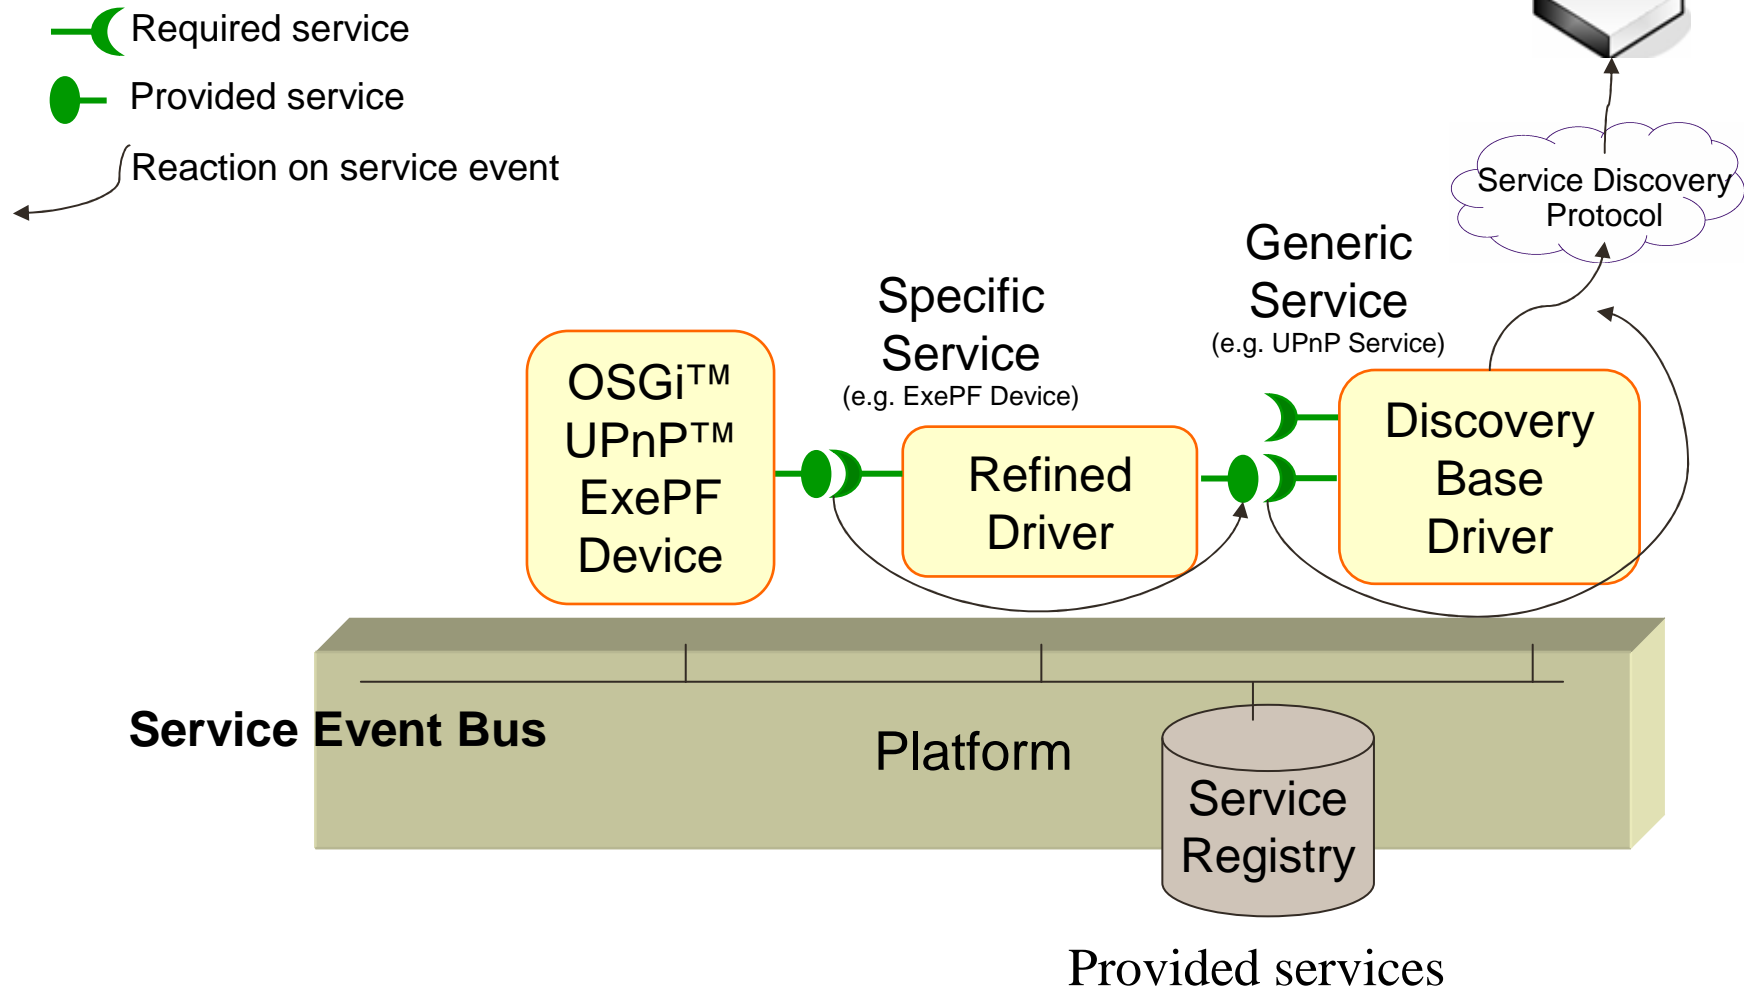 Required service
Provided service
Reaction on service event
Service Discovery
Protocol
Generic
Service
(e.g. UPnP Service)
Specific
Service
(e.g. ExePF Device)
OSGi™
UPnP™
ExePF
Device
Refined
Driver
Discovery
Base
Driver
Service Event Bus
Platform
Service
Registry
Provided services